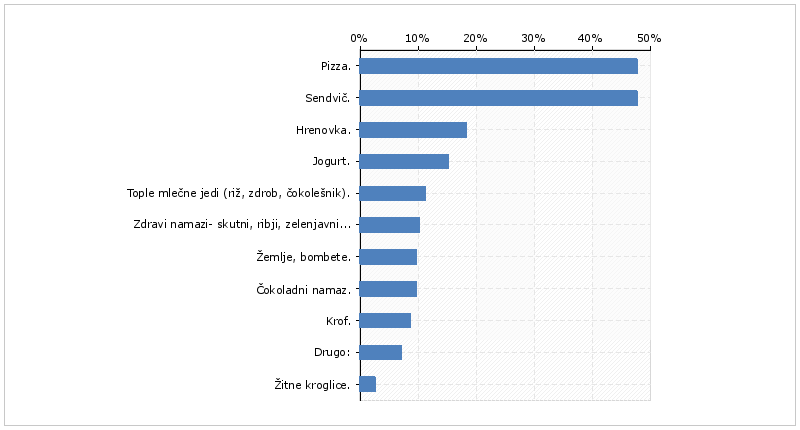 0% 10% 20% 30% 40% 50%
Pizza.
Sendvič.
Hrenovka.
Jogurt.
Tople mlečne jedi (riž, zdrob, čokolešnik).
Zdravi namazi- skutni, ribji, zelenjavni...
Žemlje, bombete.
Čokoladni namaz.
Krof.
Drugo:
Žitne kroglice.